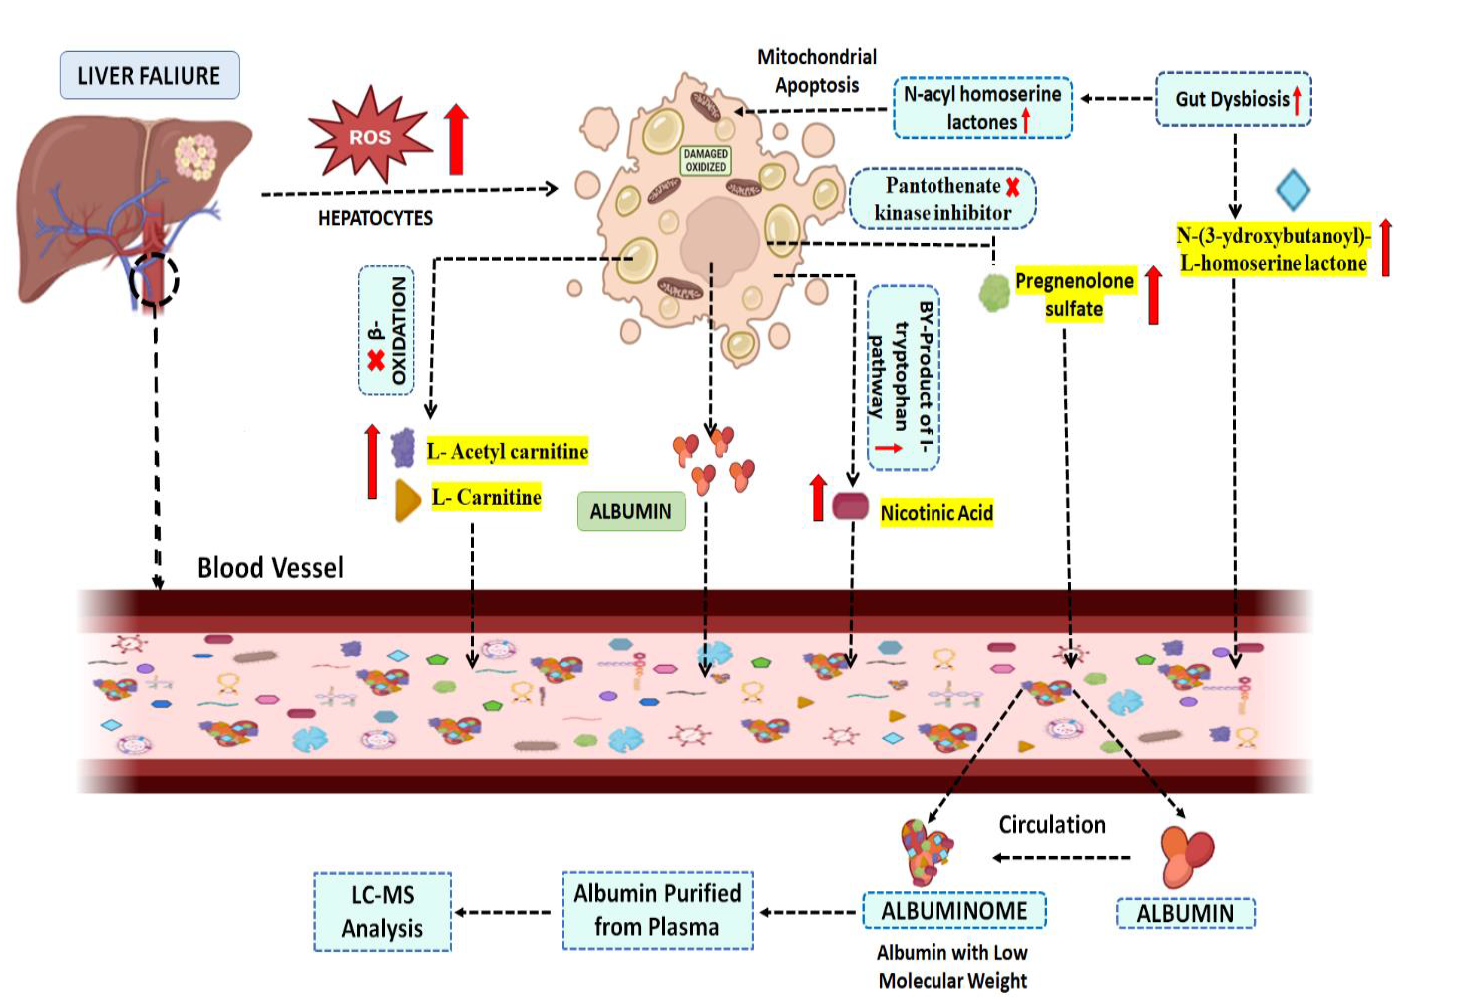 LIVER FALIURE
ROS
HEPATOCYTES
Mitochondrial
Apoptosis
DAMAGED
OXIDIZED
N-acyl homoserine
lactones
Gut Dysbiosis
Pantothenate
kinase inhibitor
N-(3-ydroxybutanoyl)-
L-homoserine lactone
Pregnenolone
sulfate
β-
OXIDATION
BY-Product of l-
tryptophan
pathway
L- Acetyl carnitine
L- Carnitine
ALBUMIN
Nicotinic Acid
Blood Vessel
Circulation
LC-MS
Analysis
Albumin Purified
from Plasma
ALBUMINOME
Albumin with Low
Molecular Weight
ALBUMIN